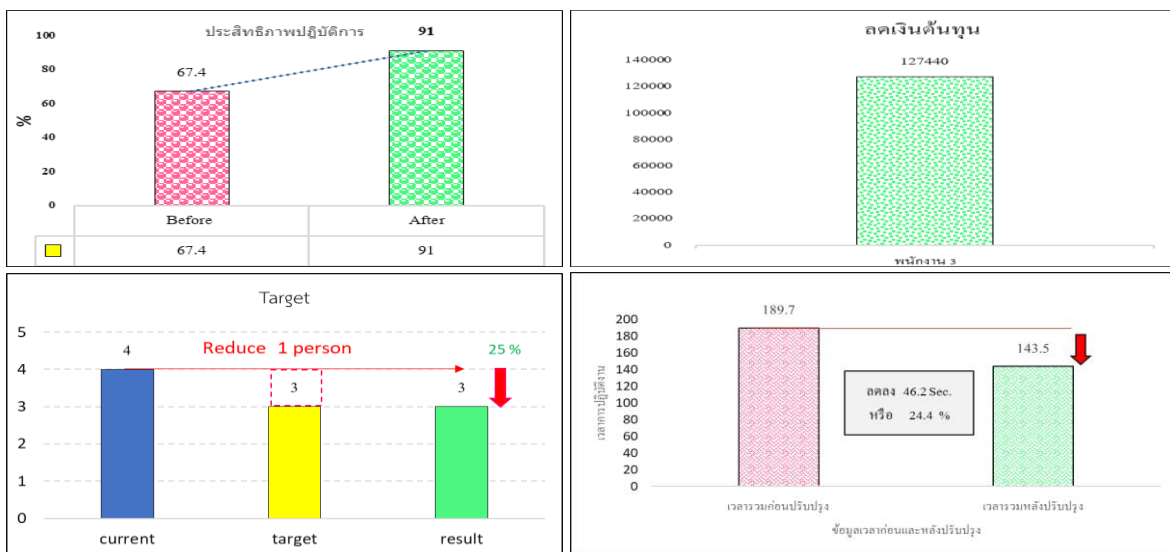 ประสิทธิภาพปฏิบัติการ
91
100
67.4
80
60
%
40
20
0
Before
After
67.4
91
ลดเงินต้นทุน
127440
140000
120000
100000
80000
60000
40000
20000
0
พนักงาน 3
Target
5
4
Reduce 1 person
25 %
4
3
3
3
2
1
0
current
target
result
189.7
200
180
143.5
160
140
ลดลง 46.2 Sec.
120
หรือ 24.4 %
100
80
60
40
20
0
เวลาการปฏิบัติงาน
เวลารวมก่อนปรับปรุง
เวลารวมหลังปรับปรุง
ข้อมูลเวลาก่อนและหลังปรับปรุง